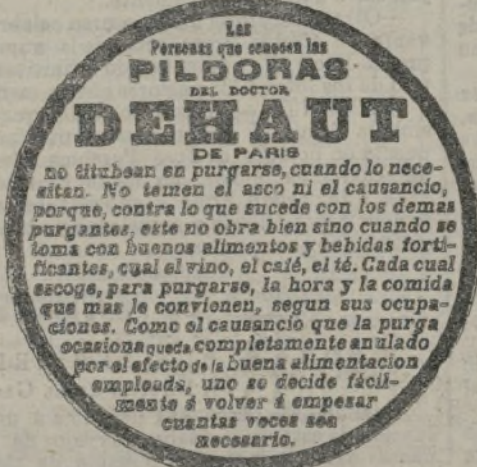 Las
Personas que conocen las
PILDORAS
DEL DOCTOR
DEHAUT
DE PARIS
no titubean en purgarse, cuando lo nece-
sitan. No temen el asco ni el causancio,
porque, contra lo que sucede con los demas
purgantes, este no obra bien sino cuando se
toma con buenos alimentos y bebidas forti-
ficantes, cual el vino, el café, el té. Cada cual
escoge, para purgarse, la hora y la comida
que mas le convienen, segun sus ocupa-
ciones. Como el causancio que la purga
ocasiona queda completamente anulado
por el efecto de la buena alimentacion
empleada, uno se decide fácil-
mente á volver á empezar
cuantas veces sea
necesario.